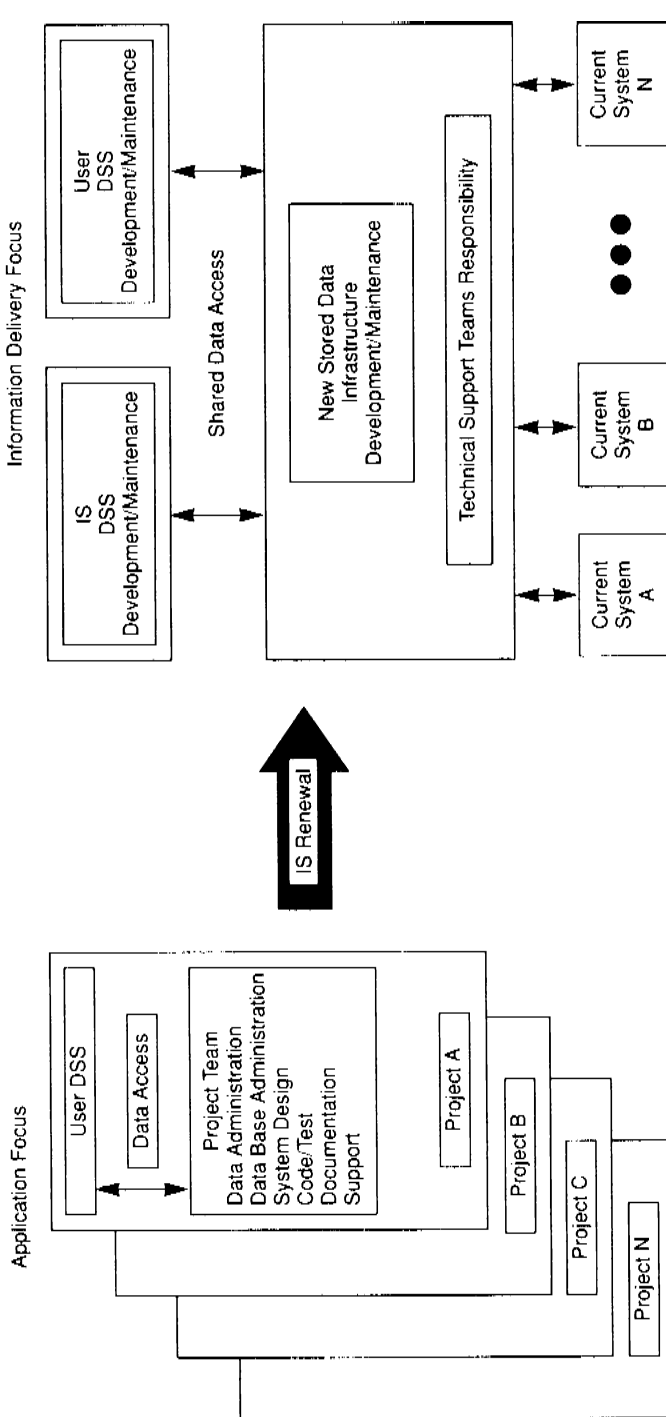 Application Focus
User DSS
Data Access
Project Team
Data Administration
Data Base Administration
System Design
Code/Test
Documentation
Support
Project A
Project B
Project C
Project N
IS Renewal
Information Delivery Focus
IS
DSS
Development/Maintenance
User
DSS
Development/Maintenance
Shared Data Access
New Stored Data
Infrastructure
Development/Maintenance
Technical Support Teams Responsibility
Current
System
A
Current
System
B
Current
System
N